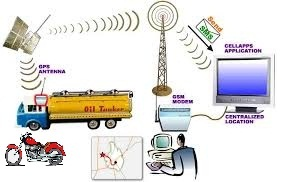 Send
SMS
CELLAPPS
APPLICATION
GPS
ANTENNA
Oil Tanker
GSM
MODEM
CENTRALIZED
LOCATION